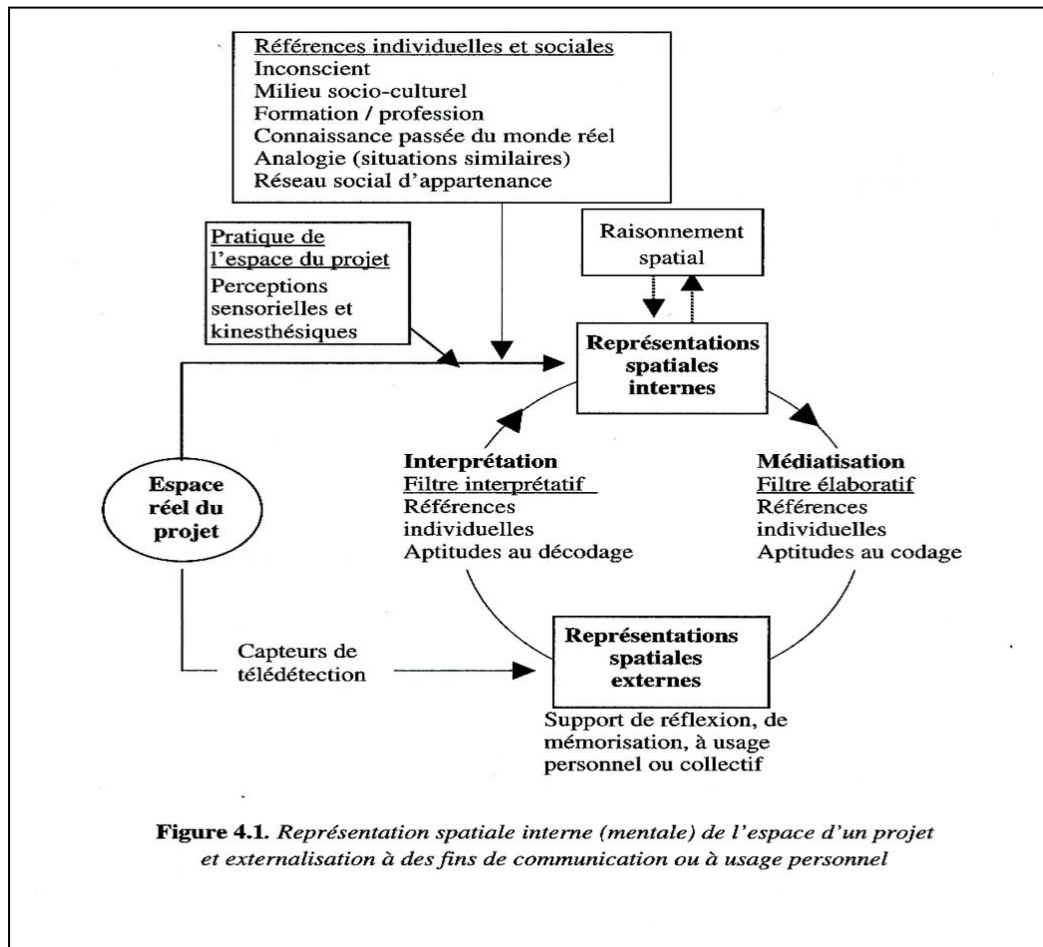 Références individuelles et sociales
Inconscient
Milieu socio-culturel
Formation / profession
Connaissance passée du monde réel
Analogie (situations similaires)
Réseau social d'appartenance
Pratique de
l'espace du projet
Perceptions
sensorielles et
kinesthésiques
Raisonnement
spatial
Représentations
spatiales
internes
Interprétation
Filtre interprétatif
Références
individuelles
Aptitudes au décodage
Médiatisation
Filtre élaboratif
Références
individuelles
Aptitudes au codage
Espace
réel du
projet
Capteurs de
télédétection
Représentations
spatiales
externes
Support de réflexion, de
mémorisation, à usage
personnel ou collectif
Figure 4.1. Représentation spatiale interne (mentale) de l'espace d'un projet
et externalisation à des fins de communication ou à usage personnel